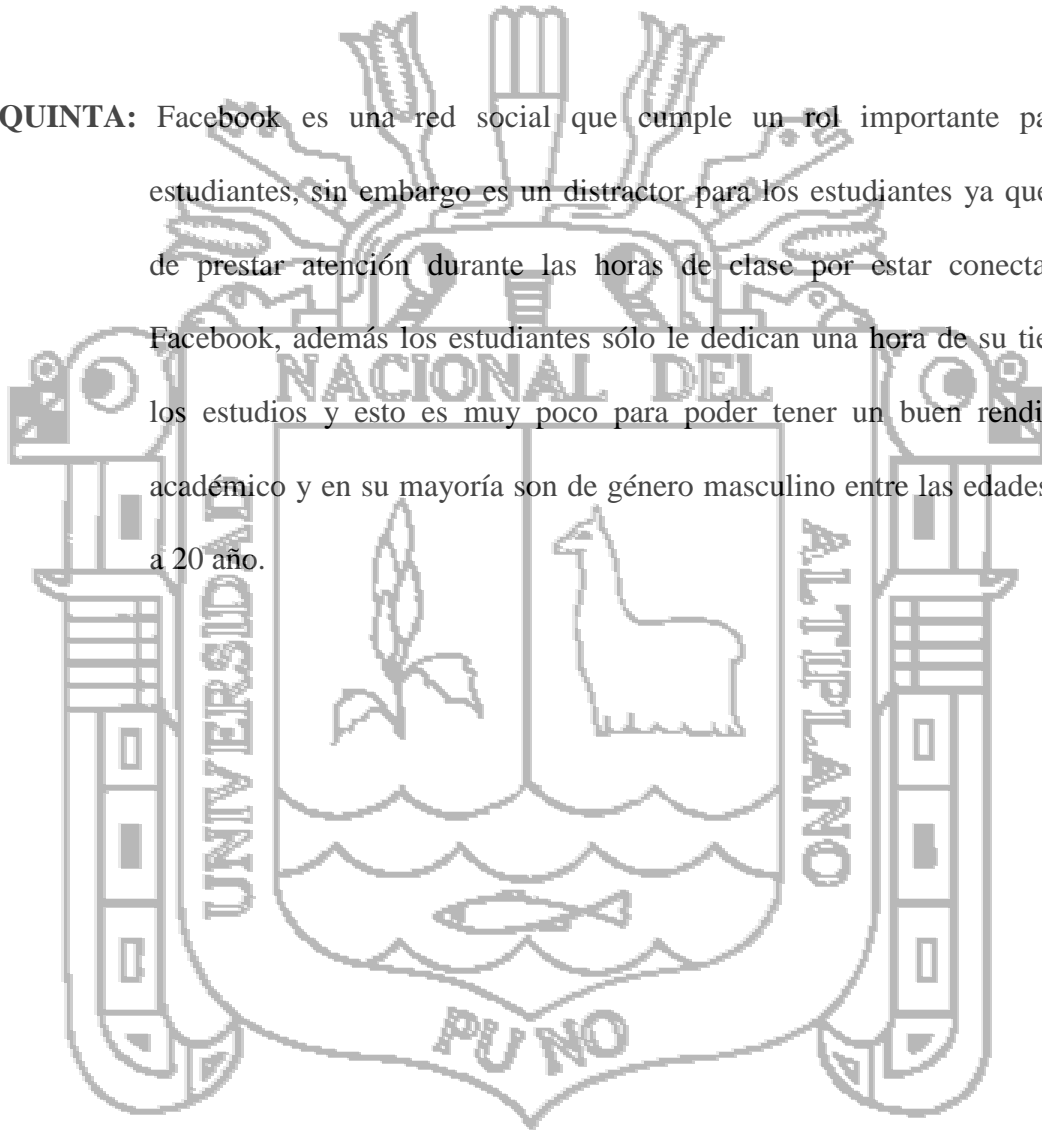 QUINTA: Facebook es una red social que cumple un rol importante pa
estudiantes, sin embargo es un distractor para los estudiantes ya que
de prestar atención durante las horas de clase por estar conecta
Facebook, además los estudiantes sólo le dedican una hora de su tie
los estudios y esto es muy poco para poder tener un buen rendi
académico y en su mayoría son de género masculino entre las edades
a 20 año.
UNIVERSIDAD
NACIONAL DEL
ALTIPLANO
PUNO